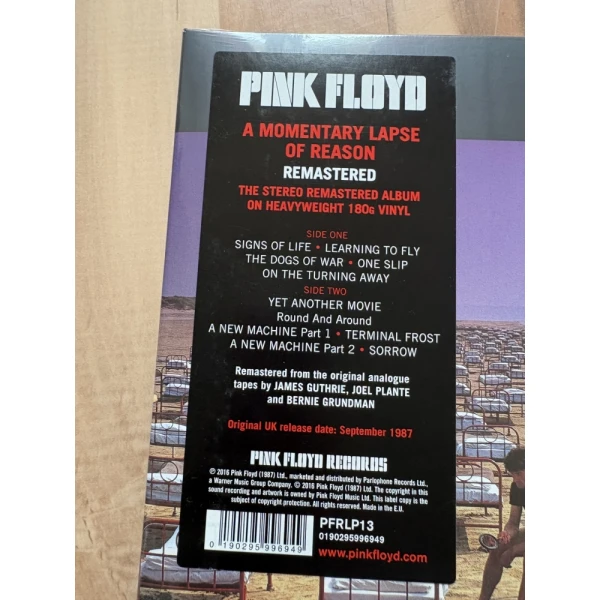 PINK FLOYD
A MOMENTARY LAPSE
OF REASON
REMASTERED
THE STEREO REMASTERED ALBUM
ON HEAVYWEIGHT 180G VINYL
SIDE ONE
SIGNS OF LIFE • LEARNING TO FLY
THE DOGS OF WAR • ONE SLIP
ON THE TURNING AWAY
SIDE TWO
YET ANOTHER MOVIE
Round And Around
A NEW MACHINE Part 1 • TERMINAL FROST
A NEW MACHINE Part 2 • SORROW
Remastered from the original analogue
tapes by JAMES GUTHRIE, JOEL PLANTE
and BERNIE GRUNDMAN
Original UK release date: September 1987
PINK FLOYD RECORDS
℗ 2016 Pink Floyd (1987) Ltd., marketed and distributed by Parlophone Records Ltd.,
a Warner Music Group Company. © 2016 Pink Floyd (1987) Ltd. The copyright in this
sound recording and artwork is owned by Pink Floyd Music Ltd. This label copy is the
subject of copyright protection. All rights reserved. Made in the E.U.
PFRLP13
0190295996949
www.pinkfloyd.com
0 190295 996949